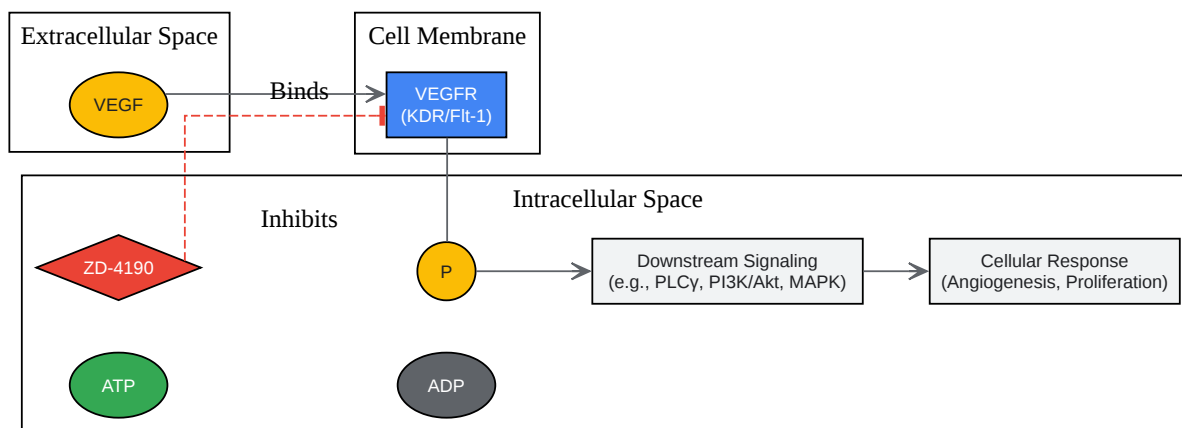 Extracellular Space
Cell Membrane
VEGF
Binds
VEGFR
(KDR/Flt-1)
Intracellular Space
Inhibits
ZD-4190
P
Downstream Signaling
(e.g., PLCγ, PI3K/Akt, MAPK)
Cellular Response
(Angiogenesis, Proliferation)
ATP
ADP